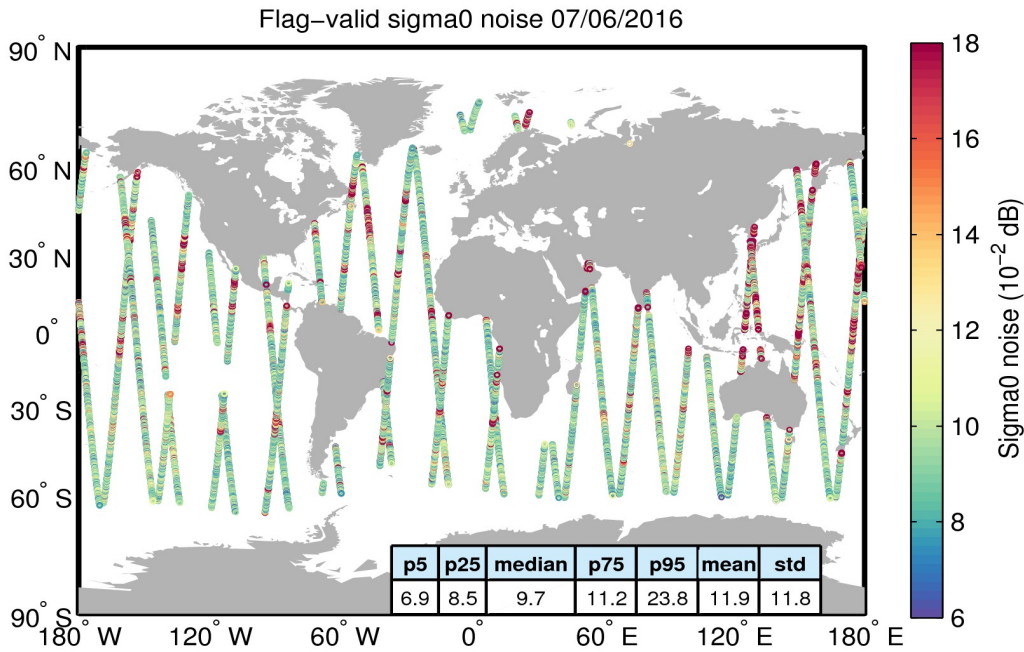 Flag−valid sigma0 noise 07/06/2016
90° N
60° N
30° N
0°
30° S
60° S
90° S
180° W
120° W
60° W
0°
60° E
120° E
180° E
p5 p25 median p75 p95 mean std
6.9 8.5 9.7 11.2 23.8 11.9 11.8
18
16
14
12
10
8
6
Sigma0 noise (10⁻² dB)